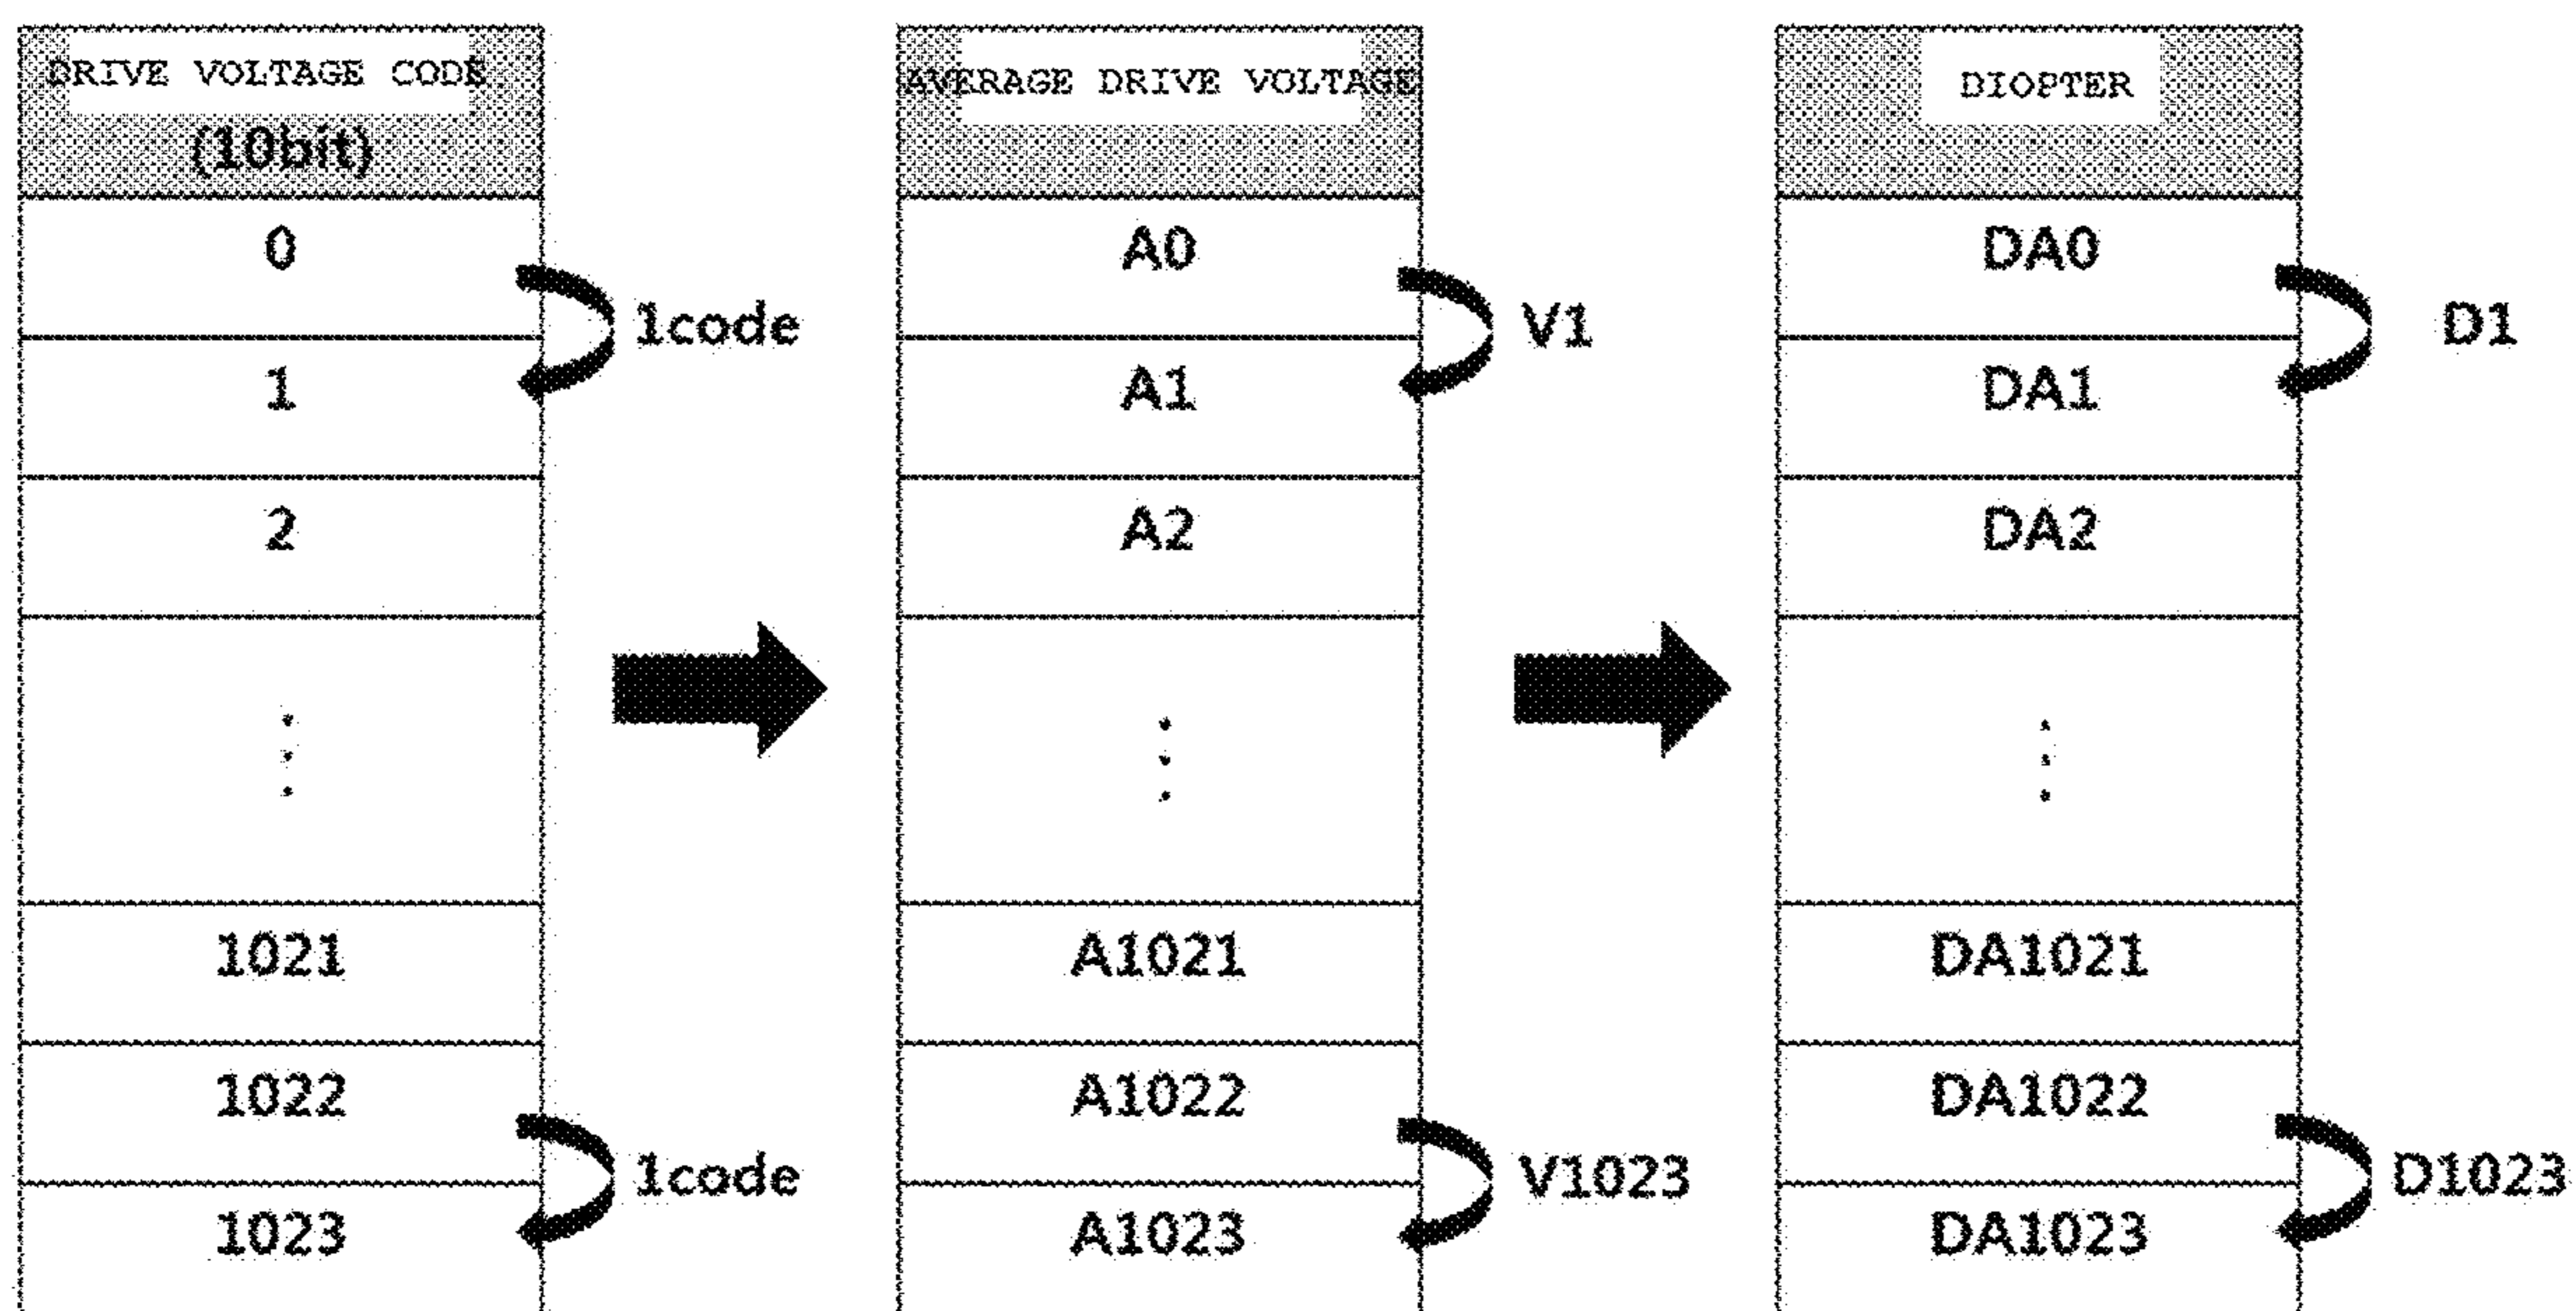 DRIVE VOLTAGE CODE
(10bit)
0
1
2
1021
1022
1023
1code
1code
AVERAGE DRIVE VOLTAGE
A0
A1
A2
A1021
A1022
A1023
V1
V1023
DIOPTER
DA0
DA1
DA2
DA1021
DA1022
DA1023
D1
D1023